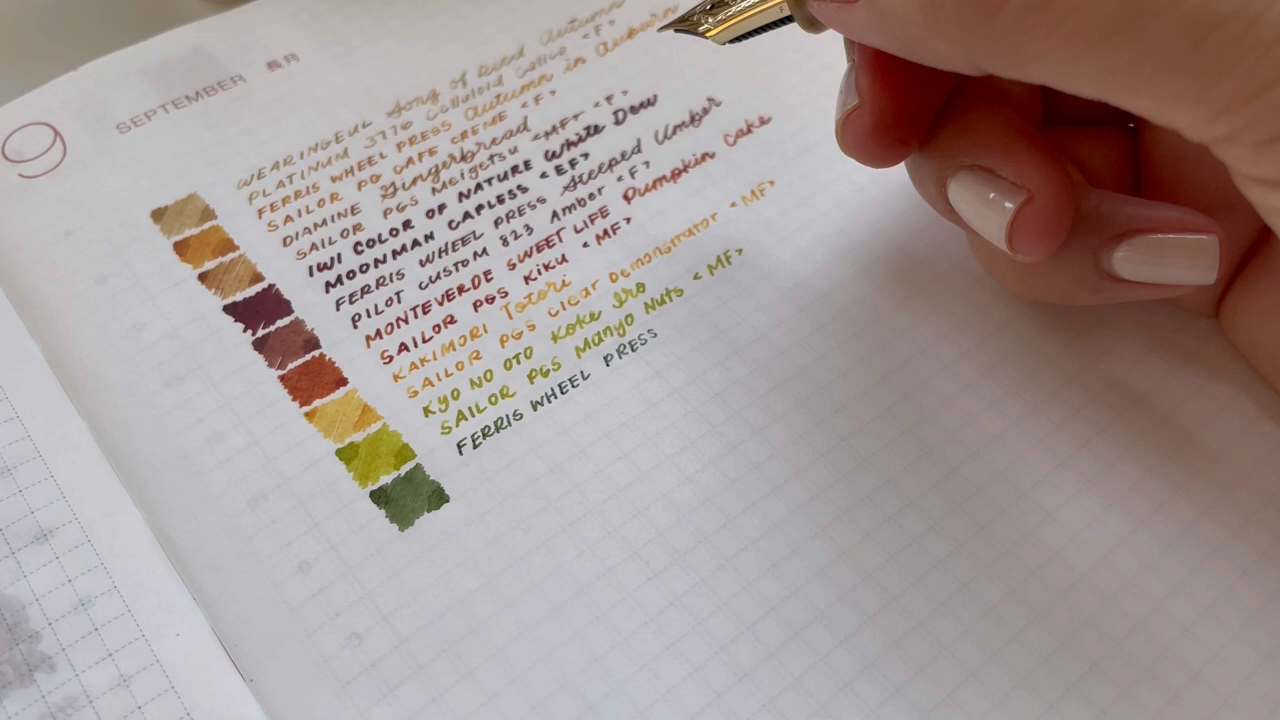 9
SEPTEMBER 長月
WEARINGEUL Song of Reed Autumn
PLATINUM 3776 celluloid calico <F>
FERRIS WHEEL PRESS Autumn in Auburn
SAILOR PG CAFE CREME <F>
DIAMINE Gingerbread
SAILOR PGS Meigetsu <MF>
IWI COLOR OF NATURE White Dew
MOONMAN CAPLESS <EF>
FERRIS WHEEL PRESS Steeped Umber
PILOT CUSTOM 823 Amber <F>
MONTEVERDE SWEET LIFE Pumpkin Cake
SAILOR PGS KIKU <MF>
KAKIMORI Totori
SAILOR PGS clear Demonstrator <MF>
KYO NO OTO Koke Iro
SAILOR PGS Manyo Nuts <MF>
FERRIS WHEEL PRESS